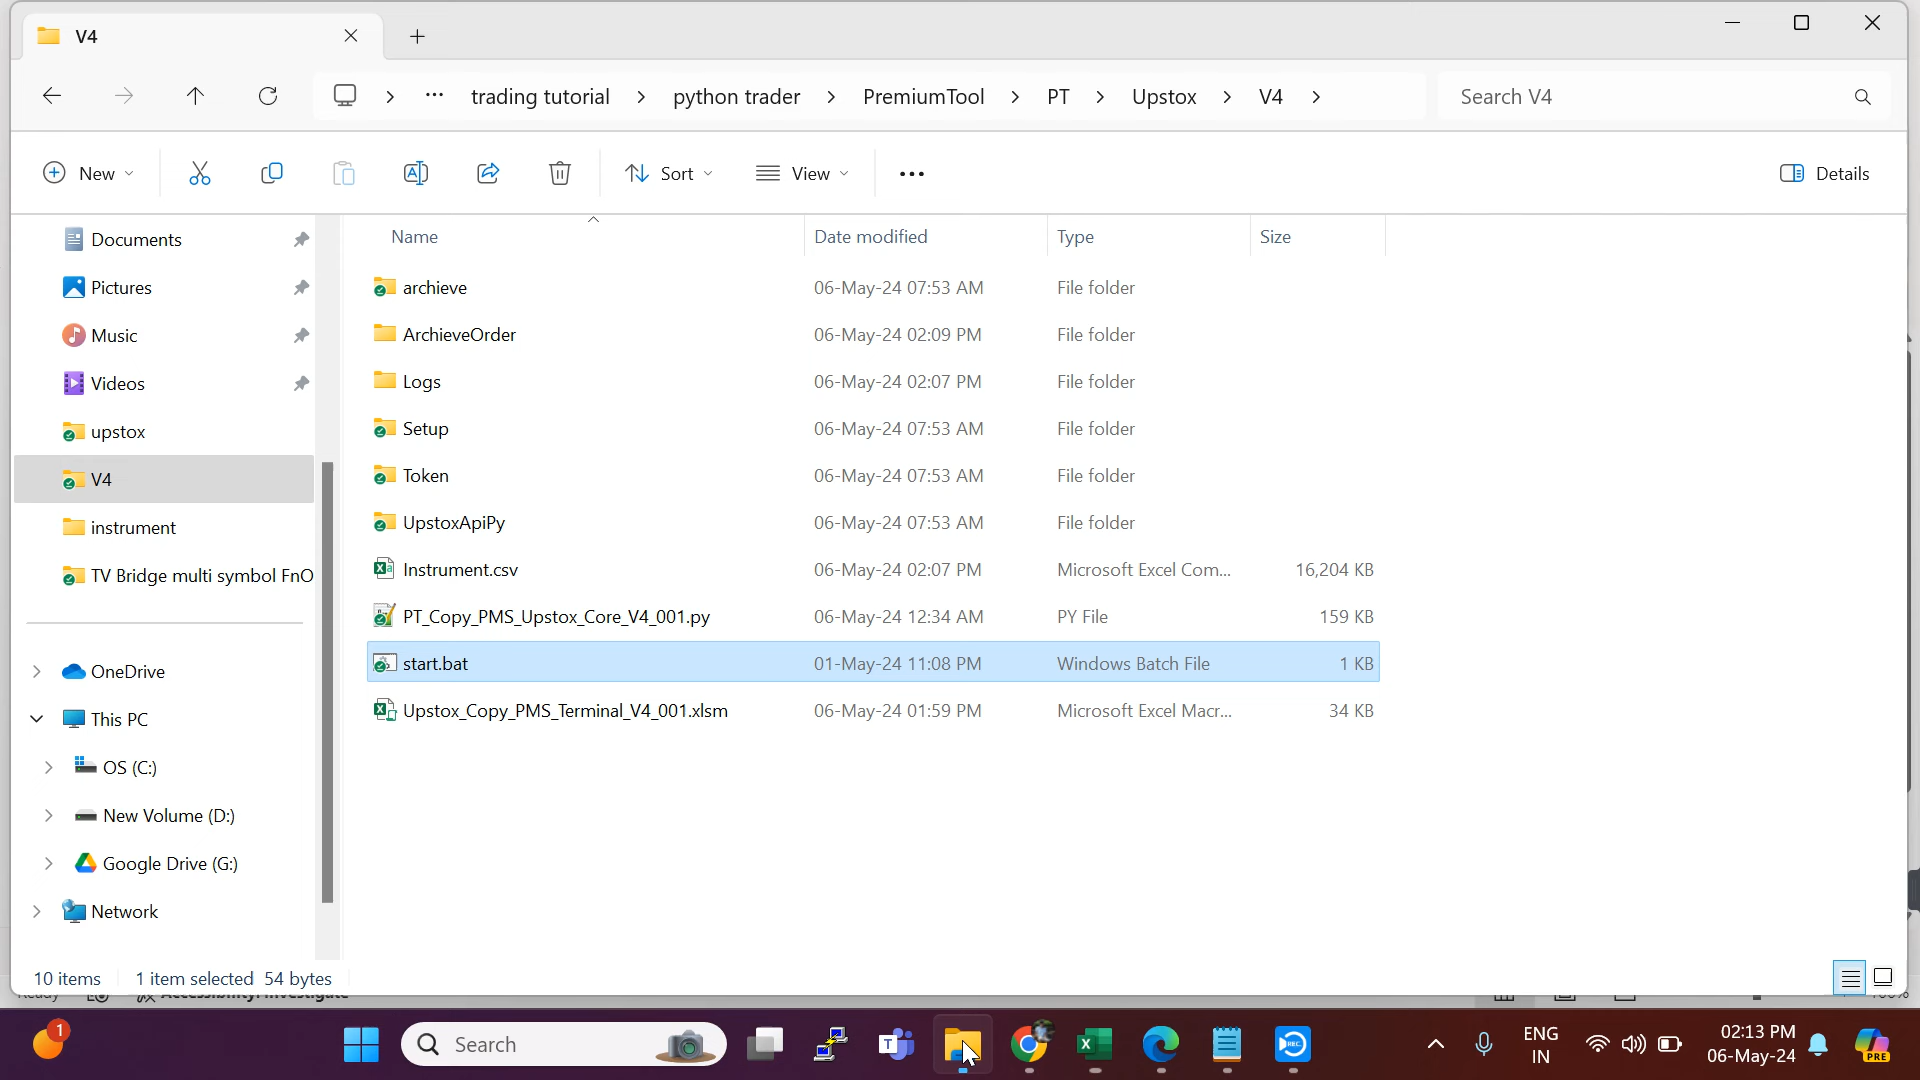 V4
trading tutorial > python trader > PremiumTool > PT > Upstox > V4 >
Search V4
New
Sort
View
Details
Documents
Pictures
Music
Videos
upstox
V4
instrument
TV Bridge multi symbol FnO
OneDrive
This PC
OS (C:)
New Volume (D:)
Google Drive (G:)
Network
Name Date modified Type Size
archieve 06-May-24 07:53 AM File folder
ArchieveOrder 06-May-24 02:09 PM File folder
Logs 06-May-24 02:07 PM File folder
Setup 06-May-24 07:53 AM File folder
Token 06-May-24 07:53 AM File folder
UpstoxApiPy 06-May-24 07:53 AM File folder
Instrument.csv 06-May-24 02:07 PM Microsoft Excel Com... 16,204 KB
PT_Copy_PMS_Upstox_Core_V4_001.py 06-May-24 12:34 AM PY File 159 KB
start.bat 01-May-24 11:08 PM Windows Batch File 1 KB
Upstox_Copy_PMS_Terminal_V4_001.xlsm 06-May-24 01:59 PM Microsoft Excel Macr... 34 KB
10 items 1 item selected 54 bytes
Ready Accessibility: Investigate 100%
1
Search
T
REC
ENG
IN
02:13 PM
06-May-24
PRE